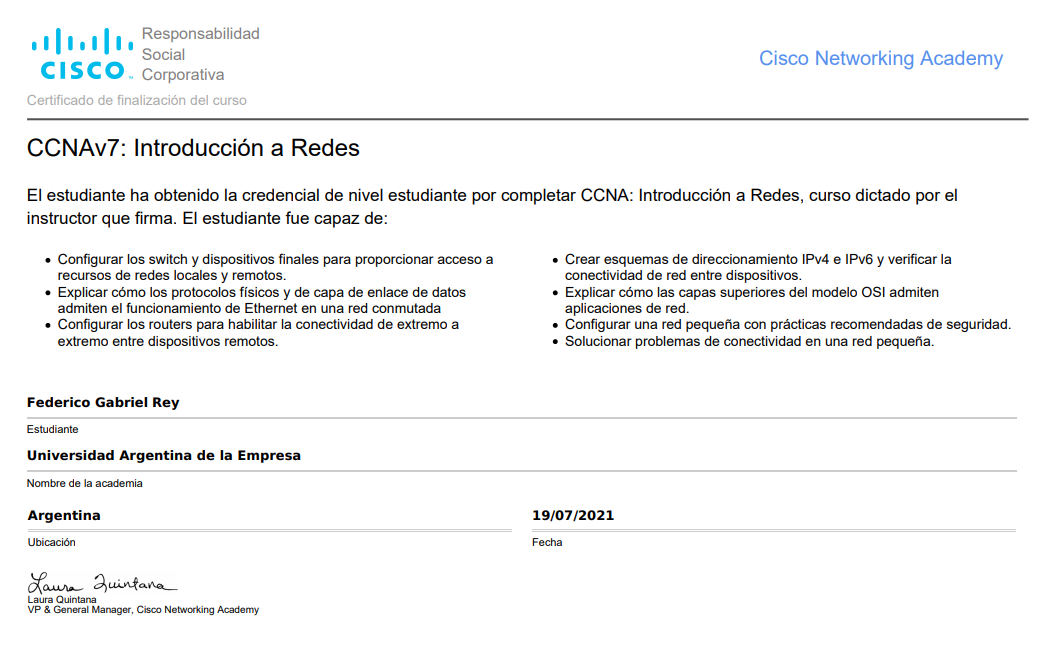 CISCO
Responsabilidad
Social
Corporativa
Cisco Networking Academy
Certificado de finalización del curso
CCNAv7: Introducción a Redes
El estudiante ha obtenido la credencial de nivel estudiante por completar CCNA: Introducción a Redes, curso dictado por el
instructor que firma. El estudiante fue capaz de:
• Configurar los switch y dispositivos finales para proporcionar acceso a
recursos de redes locales y remotos.
• Explicar cómo los protocolos físicos y de capa de enlace de datos
admiten el funcionamiento de Ethernet en una red conmutada
• Configurar los routers para habilitar la conectividad de extremo a
extremo entre dispositivos remotos.
• Crear esquemas de direccionamiento IPv4 e IPv6 y verificar la
conectividad de red entre dispositivos.
• Explicar cómo las capas superiores del modelo OSI admiten
aplicaciones de red.
• Configurar una red pequeña con prácticas recomendadas de seguridad.
• Solucionar problemas de conectividad en una red pequeña.
Federico Gabriel Rey
Estudiante
Universidad Argentina de la Empresa
Nombre de la academia
Argentina
Ubicación
19/07/2021
Fecha
Laura Quintana
Laura Quintana
VP & General Manager, Cisco Networking Academy